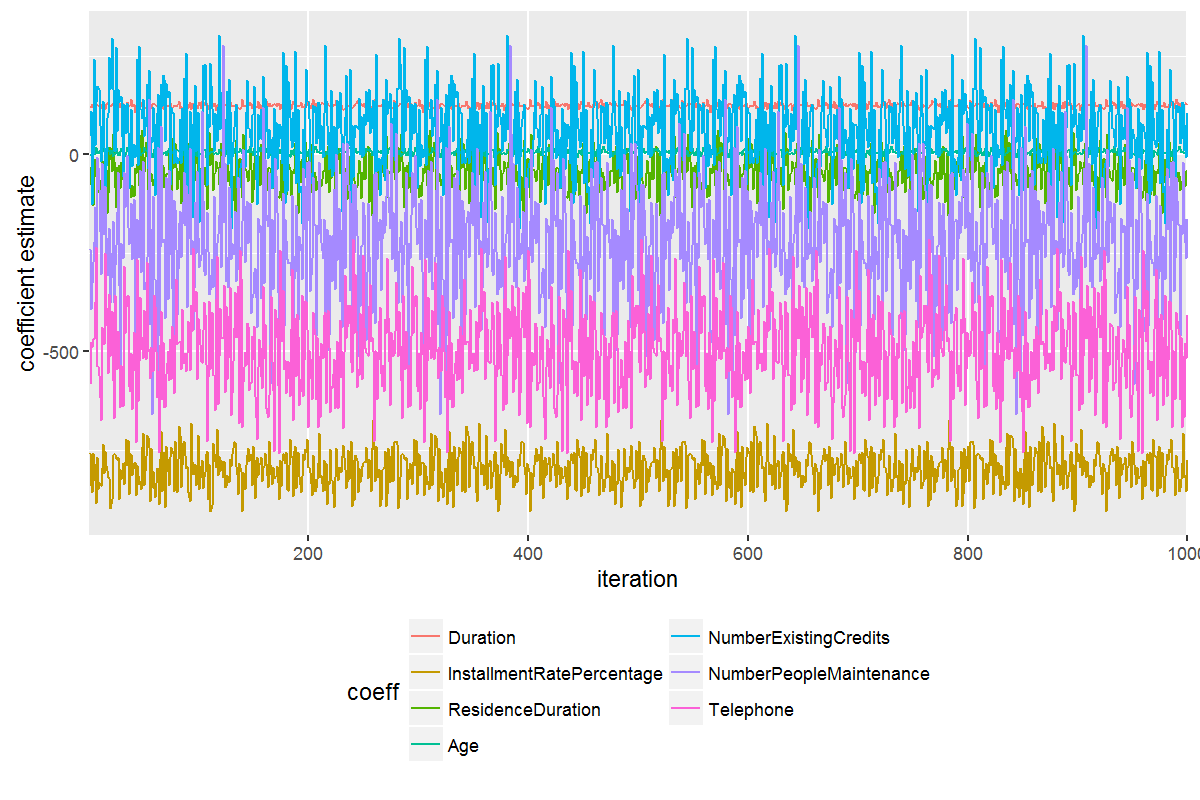 coefficient estimate
0
-500
200
400
600
800
1000
iteration
coeff
Duration
InstallmentRatePercentage
ResidenceDuration
Age
NumberExistingCredits
NumberPeopleMaintenance
Telephone